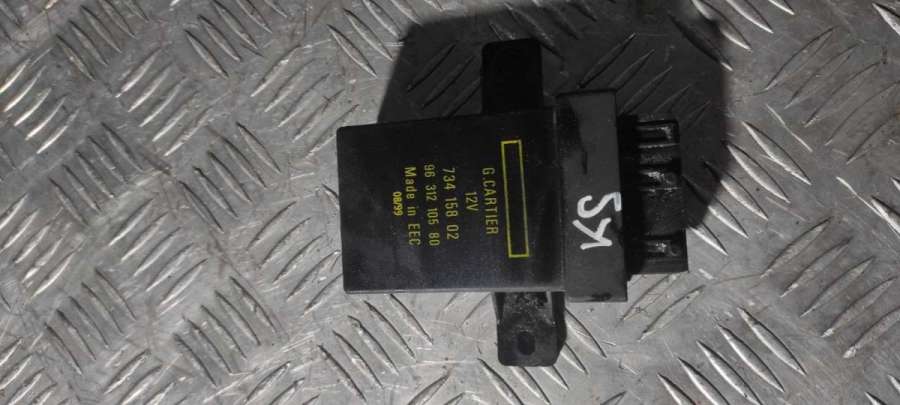 G.CARTIER
12V
734 158 02
96 312 105 80
Made in EEC
08/99